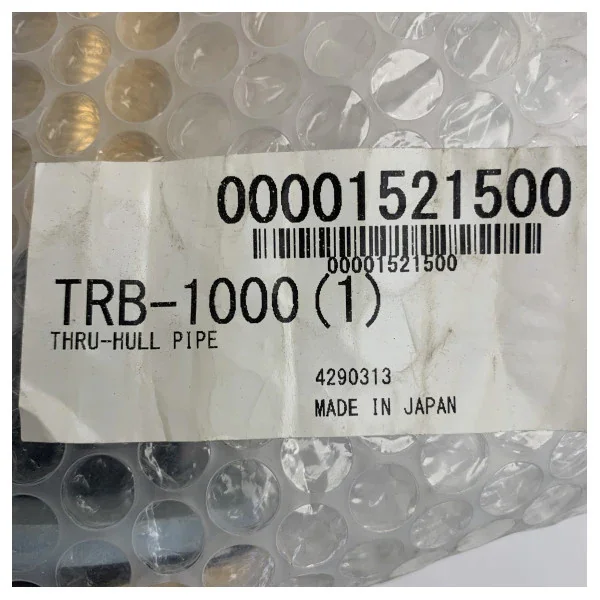 00001521500
00001521500
TRB-1000(1)
THRU-HULL PIPE
4290313
MADE IN JAPAN